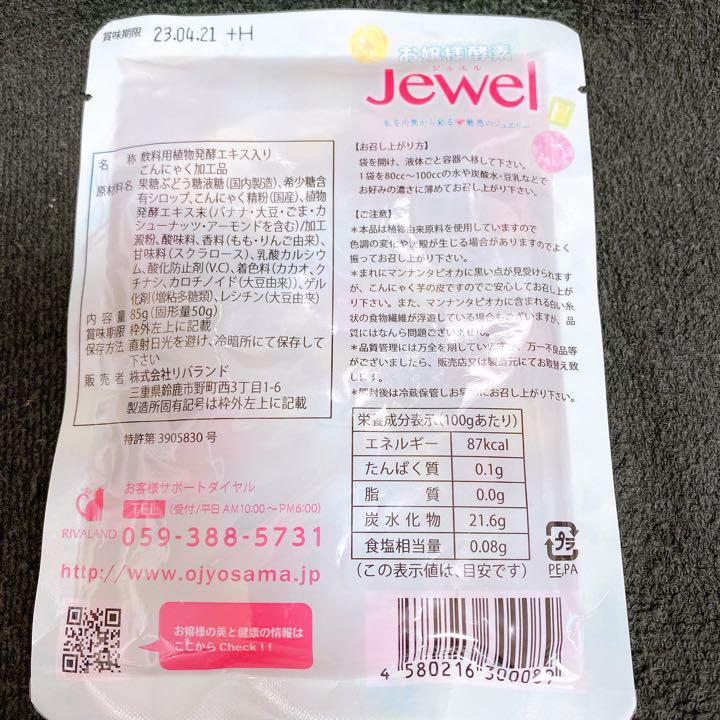 賞味期限 23.04.21 +H
お嬢様酵素
Jewel
ジュエル
私を内側から彩る♥魅惑のジュエリー
名 称 飲料用植物発酵エキス入り
こんにゃく加工品
原材料名 果糖ぶどう糖液糖(国内製造)、希少糖含
有シロップ、こんにゃく精粉(国産)、植物
発酵エキス末(バナナ・大豆・ごま・カ
シューナッツ・アーモンドを含む)/加工
澱粉、酸味料、香料(もも・りんご由来)、
甘味料(スクラロース)、乳酸カルシウ
ム、酸化防止剤(V.C)、着色料(カカオ、ク
チナシ、カロチノイド(大豆由来))、ゲル
化剤(増粘多糖類)、レシチン(大豆由来)
内 容 量 85g(固形量50g)
賞味期限 枠外左上に記載
保存方法 直射日光を避け、冷暗所にて保存して
下さい
販 売 者 株式会社リバランド
三重県鈴鹿市野町西3丁目1-6
製造所固有記号は枠外左上に記載
特許第 3905830 号
【お召し上がり方】
袋を開け、液体ごと容器へ移して下さい。
1袋を80cc～100ccの水や炭酸水・豆乳などで
お好みの濃さに薄めてお召し上がり下さい。
【ご注意】
＊本品は植物由来原料を使用していますので
色調の変化や沈殿が生じる場合がありますのでよく
振ってお召し上がり下さい。
＊まれにマンナンタピオカに黒い点が見受けられます
が、こんにゃく芋の皮ですのでご安心してお召し上が
り下さい。また、マンナンタピオカに含まれる白い糸
状の食物繊維が浮遊している場合もございますが、品
質にはなんら問題ございません。
＊品質管理には万全を期していますが、万一不良品等
がございましたら、販売店又は製造元にてお取替え致
します。
＊開封後は冷蔵保管しお早めにお召し上がり下さい。
栄養成分表示(100gあたり)
エネルギー 87kcal
たんぱく質 0.1g
脂 質 0.0g
炭水化物 21.6g
食塩相当量 0.08g
(この表示値は、目安です)
プラ
PE,PA
RIVALAND
お客様サポートダイヤル
TEL (受付/平日 AM10:00～PM6:00)
059-388-5731
http://www.ojyosama.jp
お嬢様の美と健康の情報は
ここから Check！！
4 580216 300089